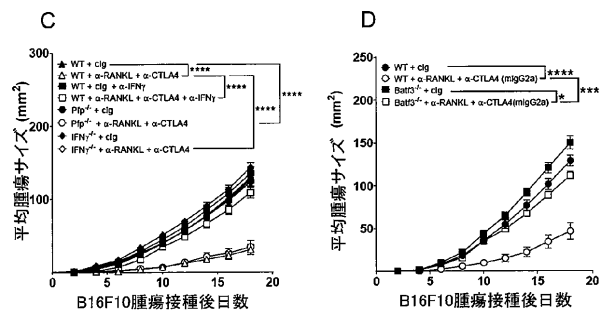 C
平均腫瘍サイズ (mm²)
300
200
100
0
5
10
15
20
B16F10腫瘍接種後日数
WT + cIg
WT + α-RANKL + α-CTLA4
WT + cIg + α-IFNγ
WT + α-RANKL + α-CTLA4 + α-IFNγ
Pfp-/- + cIg
Pfp-/- + α-RANKL + α-CTLA4
IFNγ-/- + cIg
IFNγ-/- + α-RANKL + α-CTLA4
****
****
****
****
D
平均腫瘍サイズ (mm²)
250
200
150
100
50
0
5
10
15
20
B16F10腫瘍接種後日数
WT + cIg
WT + α-RANKL + α-CTLA4 (mIgG2a)
Batf3-/- + cIg
Batf3-/- + α-RANKL + α-CTLA4(mIgG2a)
****
*
***